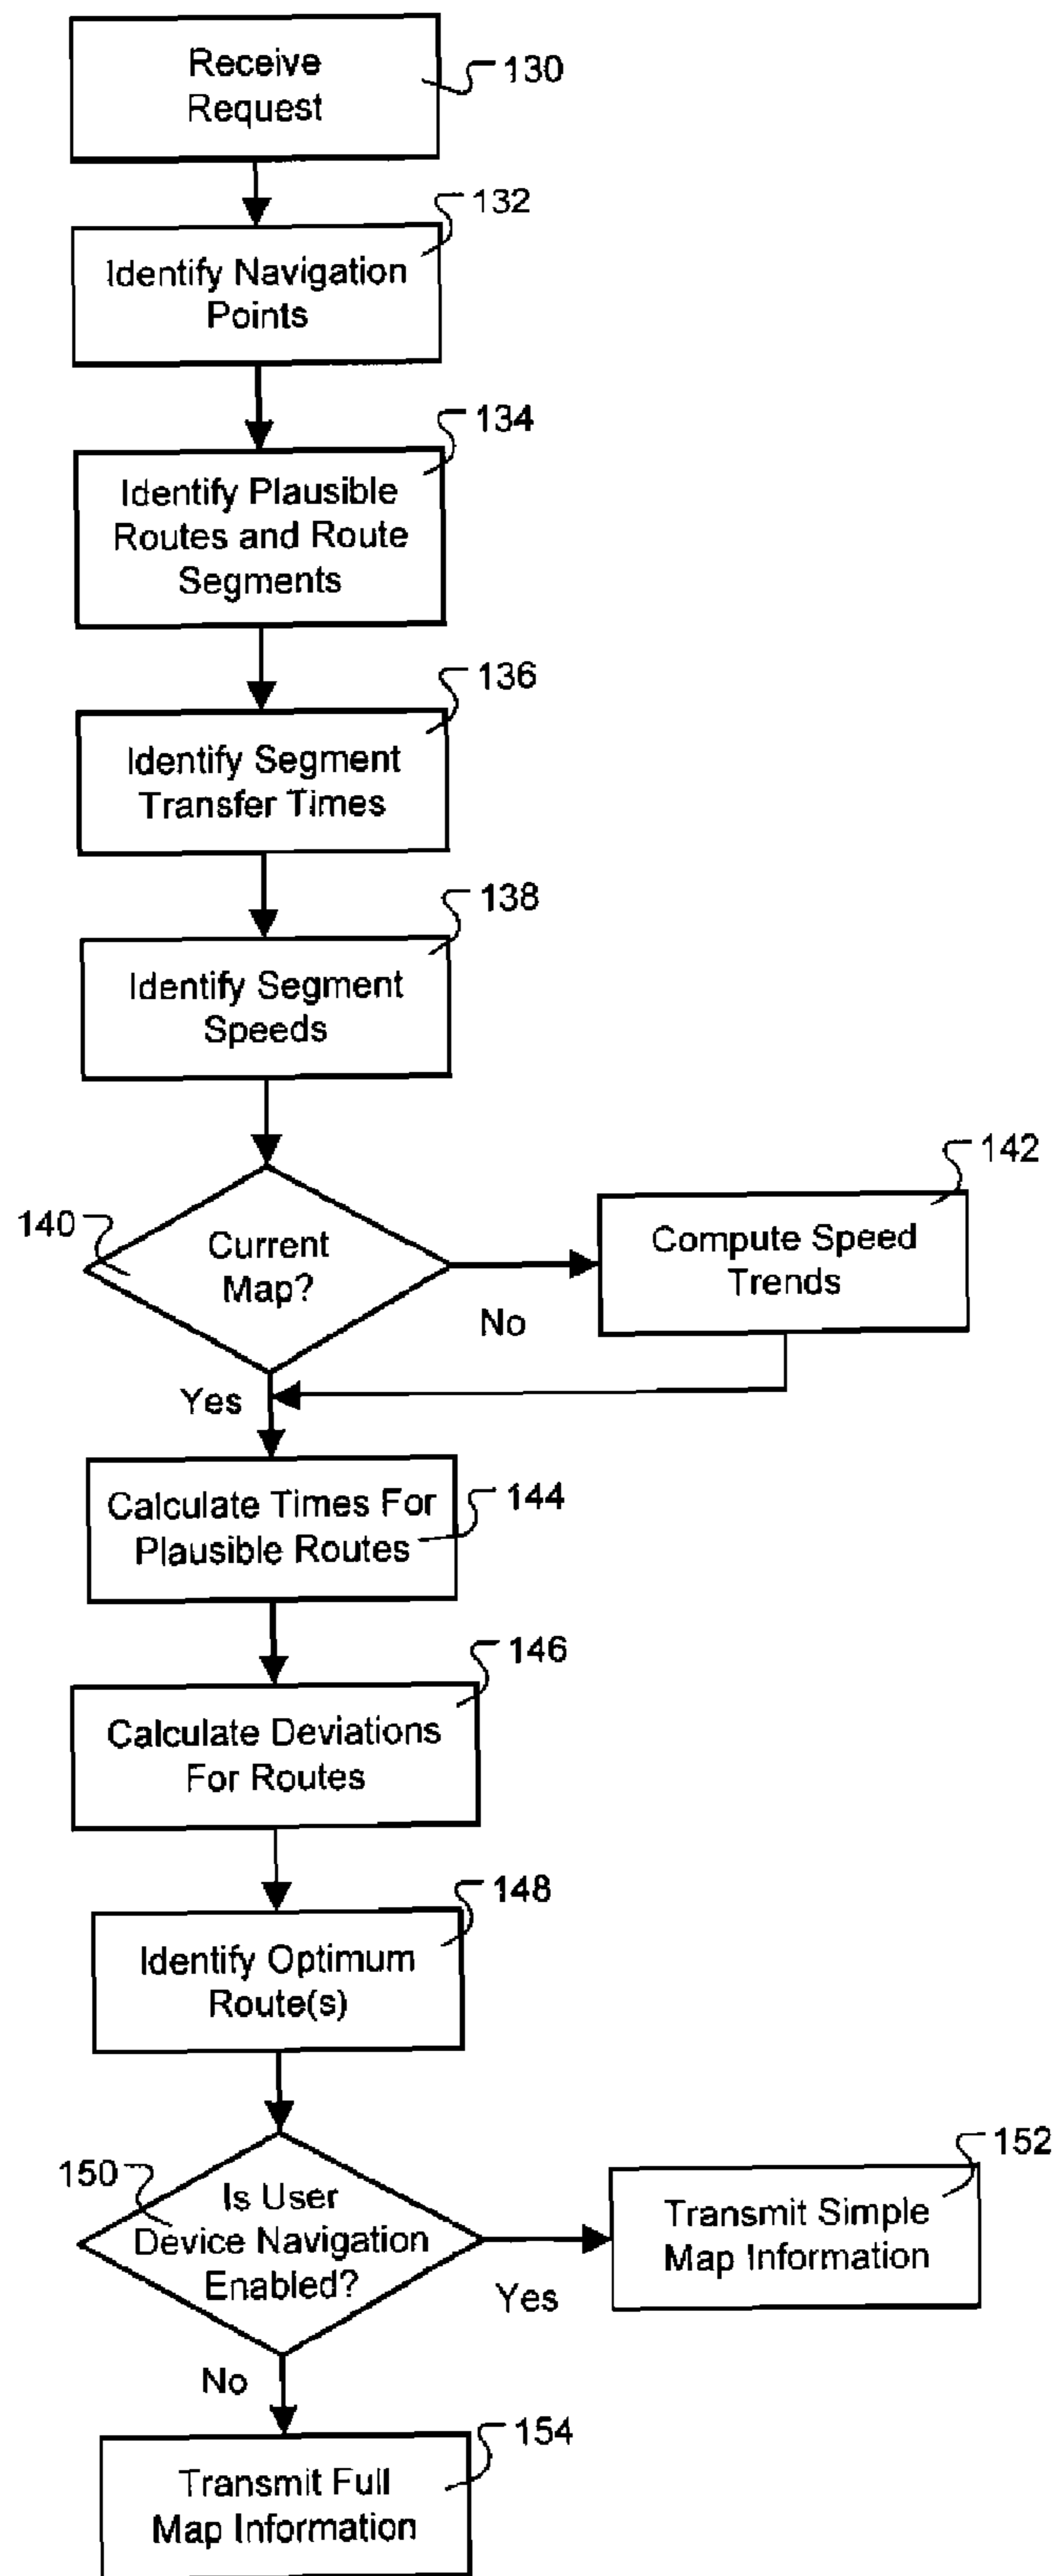 Receive
Request
130
132
Identify Navigation
Points
134
Identify Plausible
Routes and Route
Segments
136
Identify Segment
Transfer Times
138
Identify Segment
Speeds
140
Current
Map?
No
Yes
142
Compute Speed
Trends
144
Calculate Times For
Plausible Routes
146
Calculate Deviations
For Routes
148
Identify Optimum
Route(s)
150
Is User
Device Navigation
Enabled?
Yes
No
152
Transmit Simple
Map Information
154
Transmit Full
Map Information